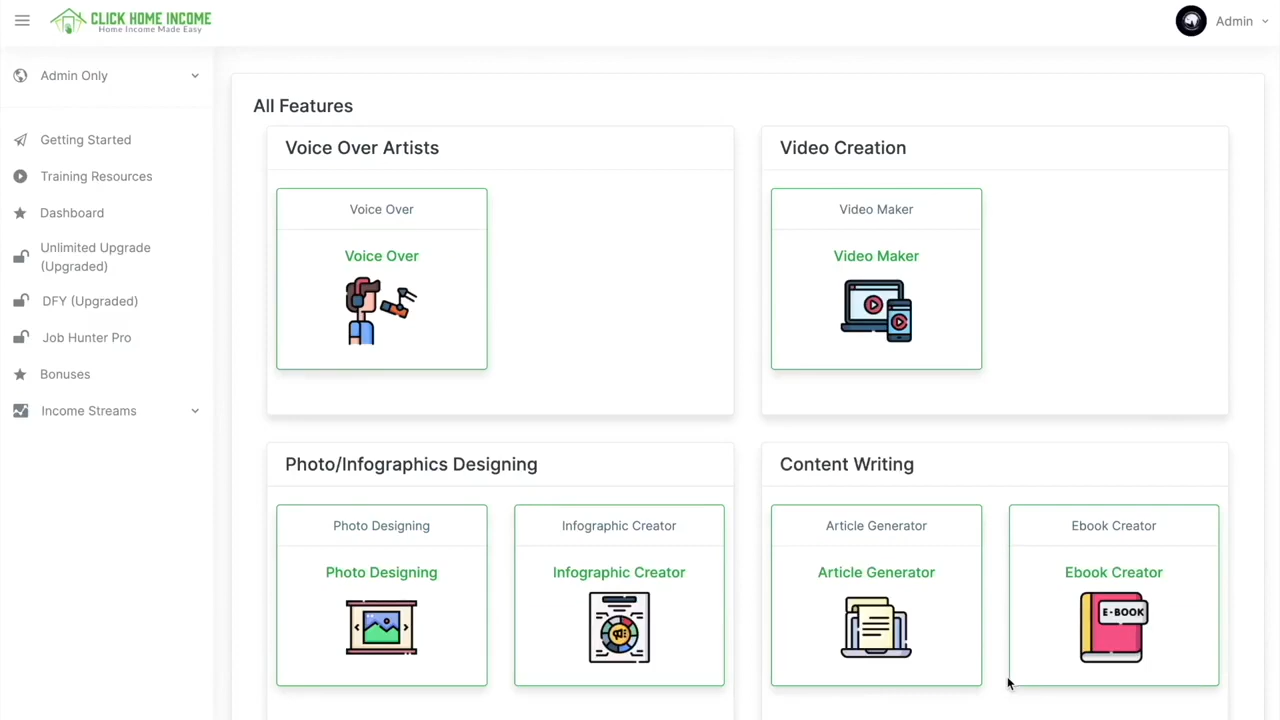 CLICK HOME INCOME
Home Income Made Easy
Admin
Admin Only
Getting Started
Training Resources
Dashboard
Unlimited Upgrade
(Upgraded)
DFY (Upgraded)
Job Hunter Pro
Bonuses
Income Streams
All Features
Voice Over Artists
Voice Over
Voice Over
Video Creation
Video Maker
Video Maker
Photo/Infographics Designing
Photo Designing
Photo Designing
Infographic Creator
Infographic Creator
Content Writing
Article Generator
Article Generator
Ebook Creator
Ebook Creator
E-BOOK